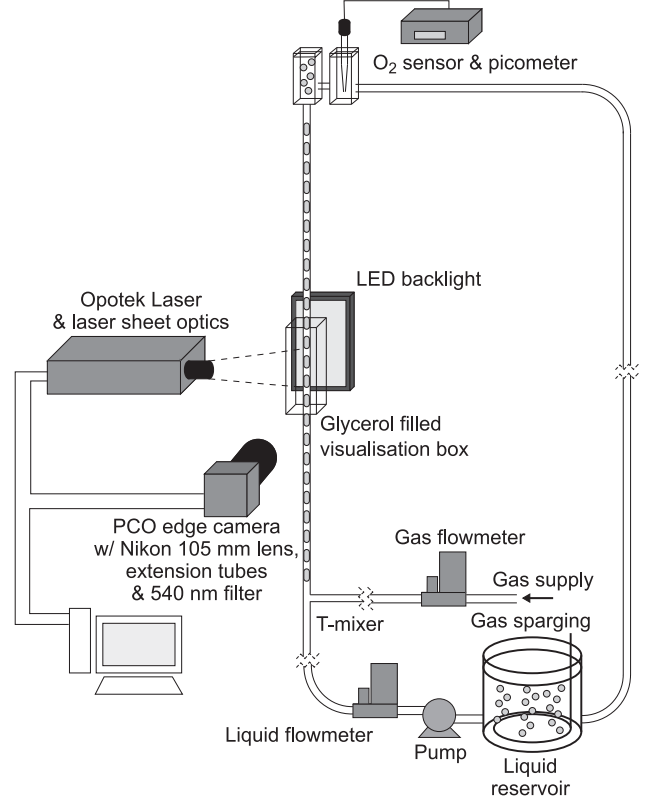 O₂ sensor & picometer
LED backlight
Opotek Laser
& laser sheet optics
Glycerol filled
visualisation box
PCO edge camera
w/ Nikon 105 mm lens,
extension tubes
& 540 nm filter
Gas flowmeter
Gas supply
Gas sparging
T-mixer
Liquid flowmeter
Pump
Liquid
reservoir